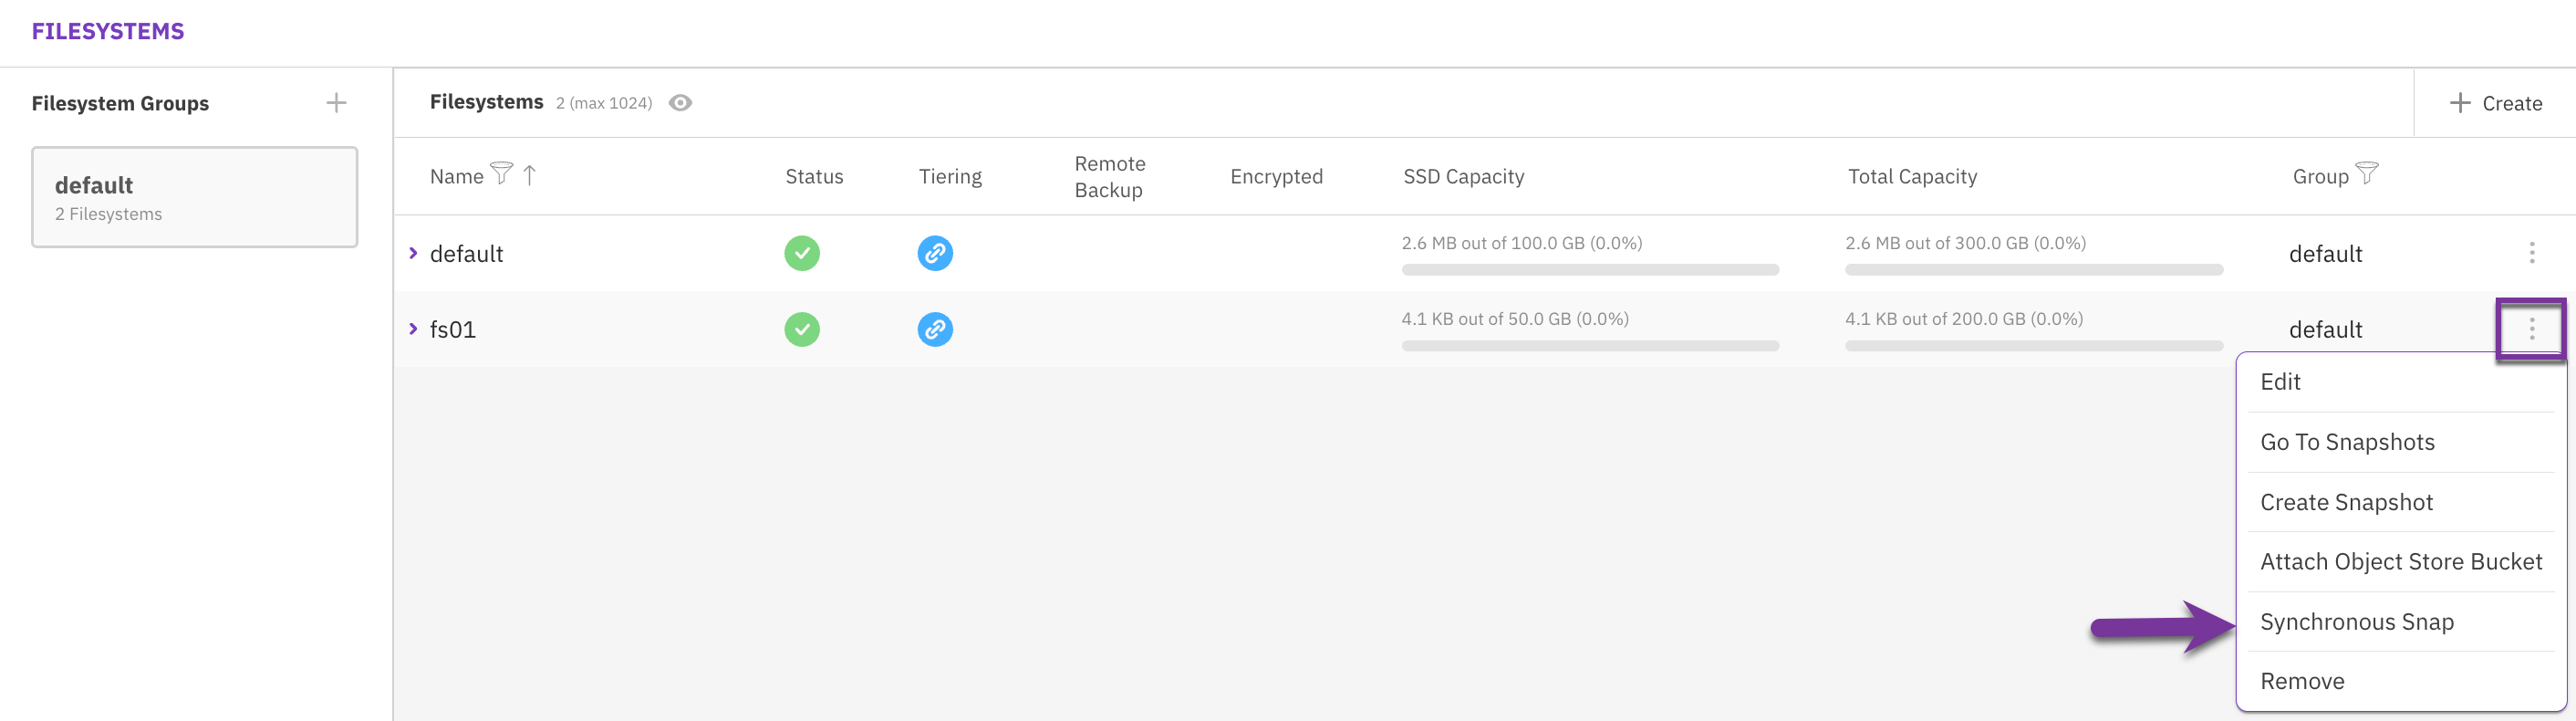 FILESYSTEMS
Filesystem Groups
default
2 Filesystems
Filesystems 2 (max 1024)
Create
Name Status Tiering Remote Backup Encrypted SSD Capacity Total Capacity Group
default 2.6 MB out of 100.0 GB (0.0%) 2.6 MB out of 300.0 GB (0.0%) default
fs01 4.1 KB out of 50.0 GB (0.0%) 4.1 KB out of 200.0 GB (0.0%) default
Edit
Go To Snapshots
Create Snapshot
Attach Object Store Bucket
Synchronous Snap
Remove